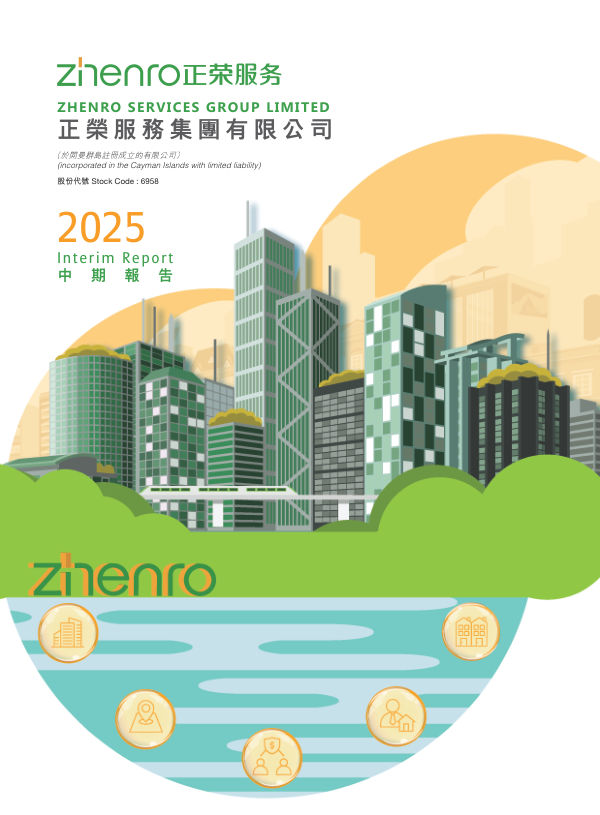 zhenro正荣服务
ZHENRO SERVICES GROUP LIMITED
正榮服務集團有限公司
(於開曼群島註冊成立的有限公司)
(incorporated in the Cayman Islands with limited liability)
股份代號 Stock Code : 6958
2025
Interim Report
中期報告
zhenro
$